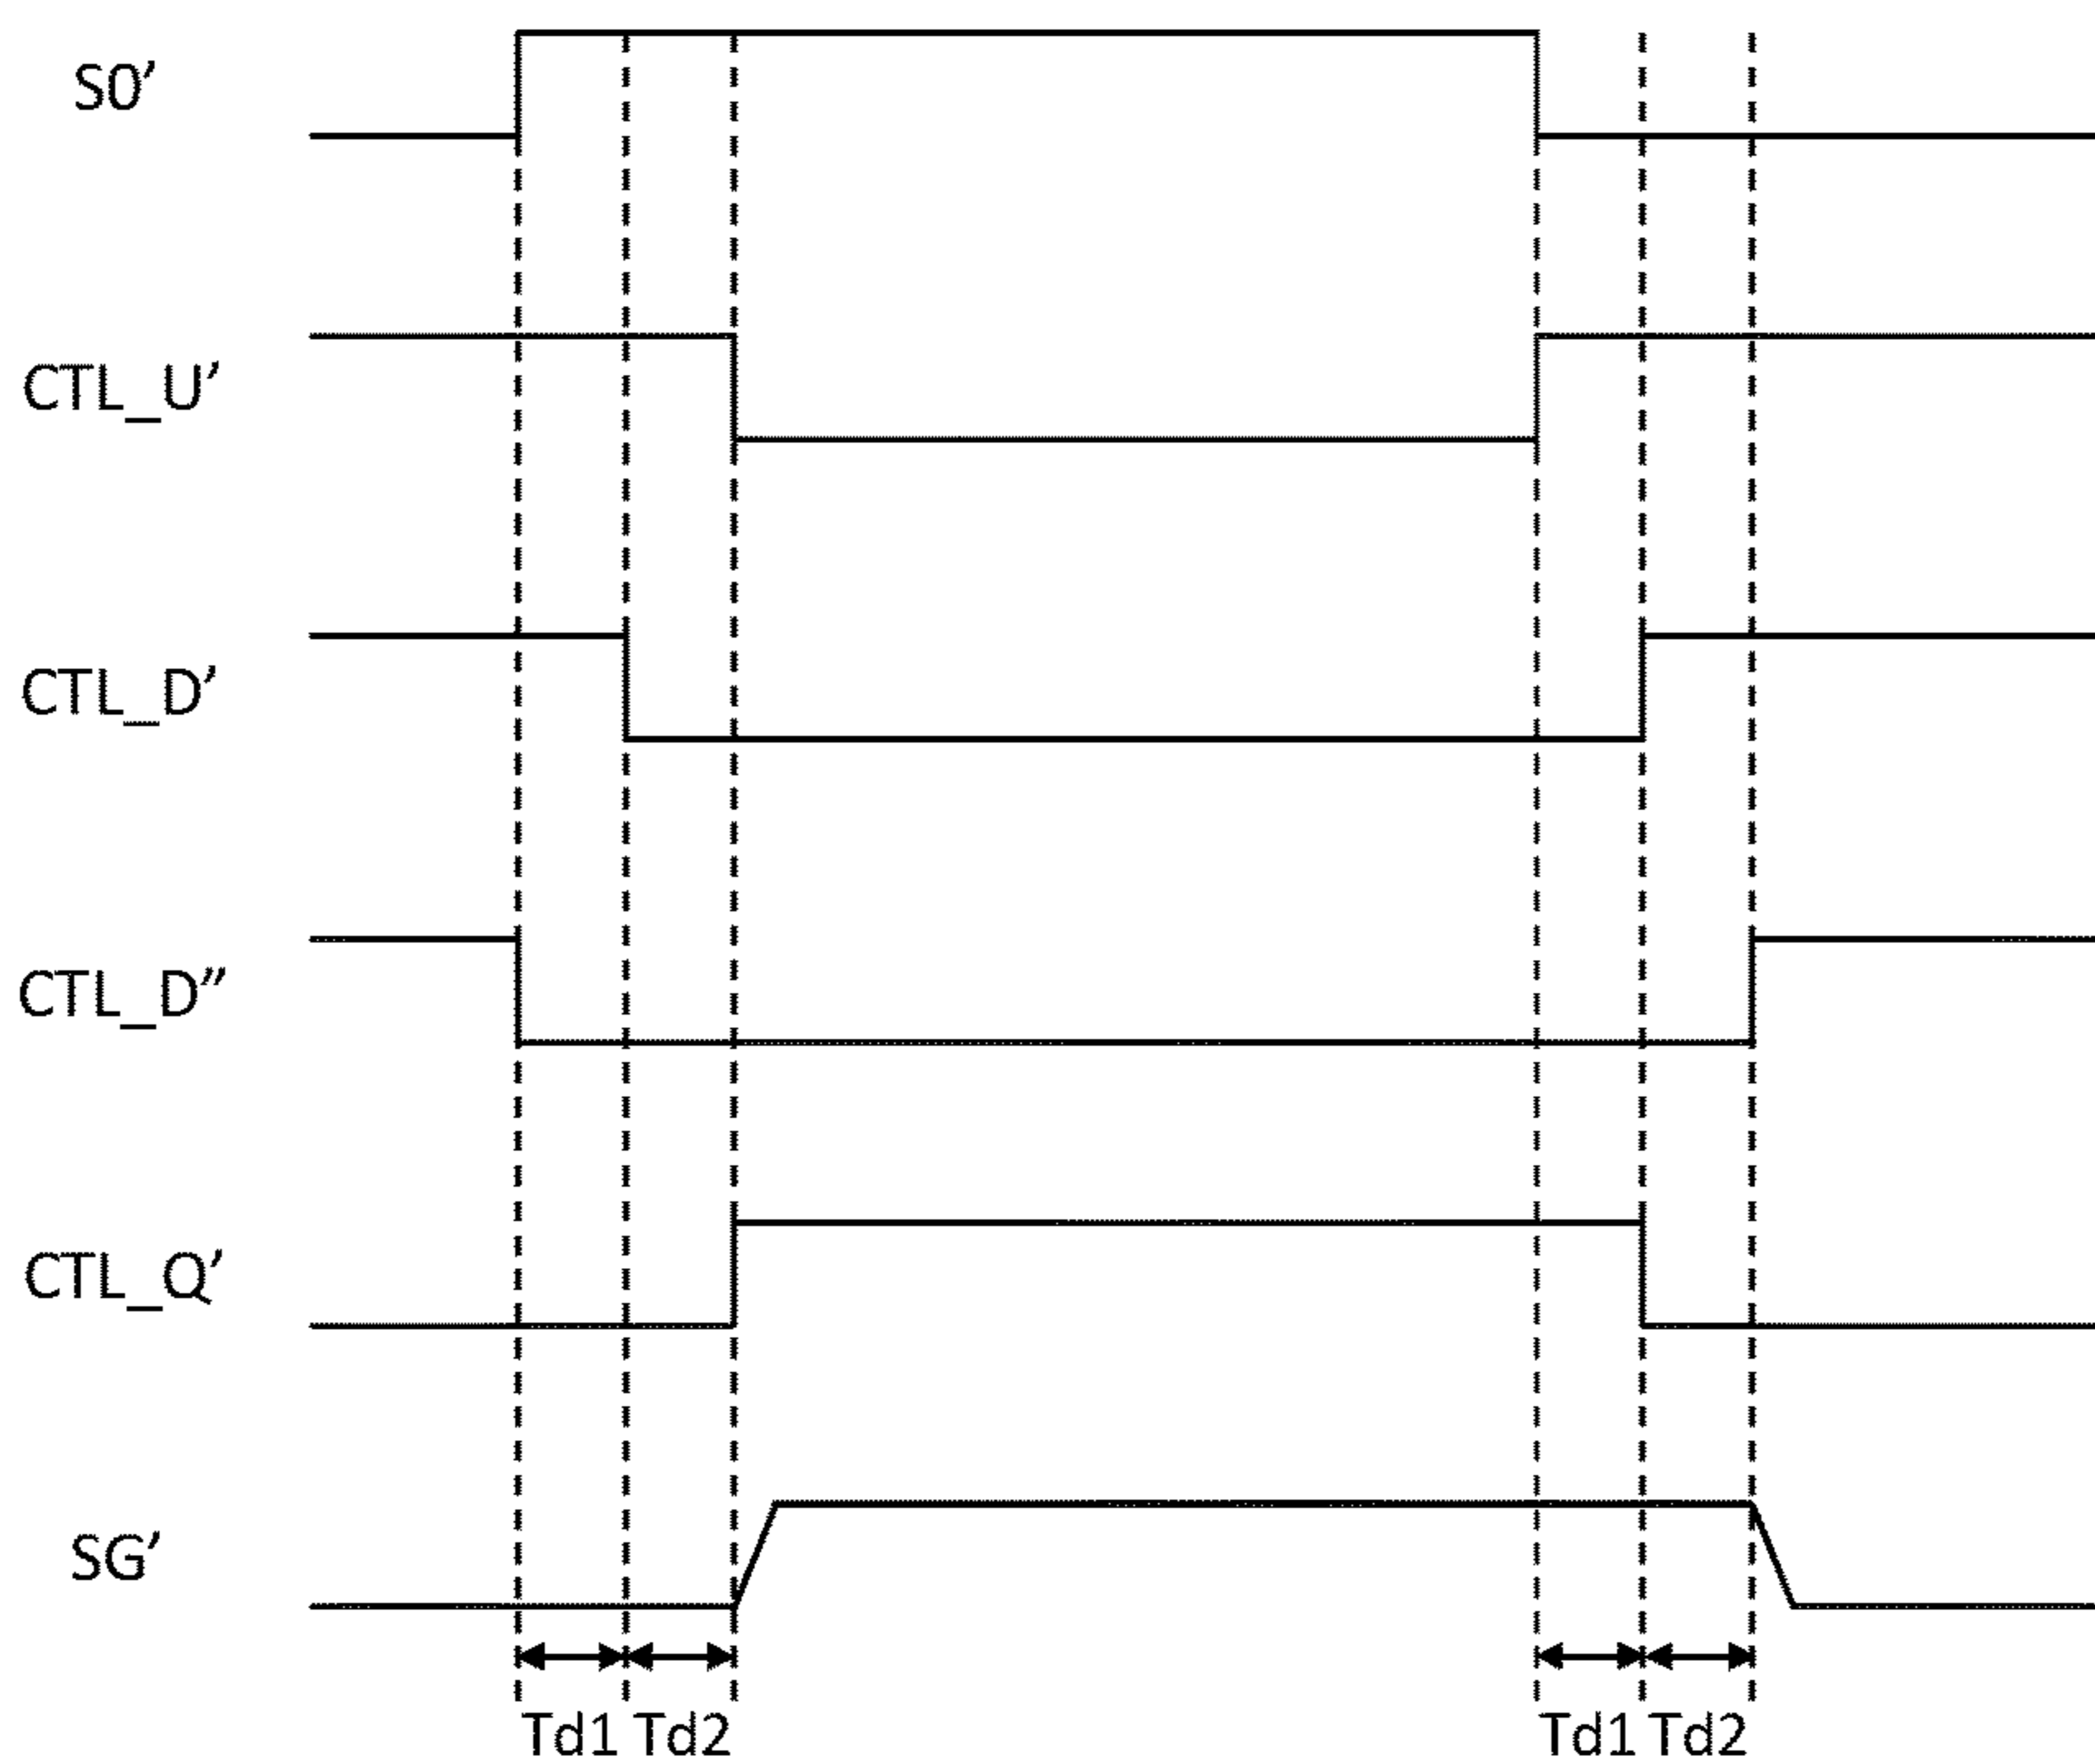 S0’
CTL_U’
CTL_D’
CTL_D”
CTL_Q’
SG’
Td1 Td2 Td1 Td2